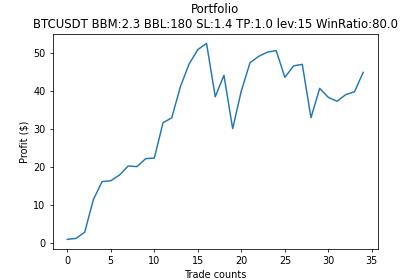 Portfolio
BTCUSDT BBM:2.3 BBL:180 SL:1.4 TP:1.0 lev:15 WinRatio:80.0
50
40
30
20
10
0
Profit ($)
0 5 10 15 20 25 30 35
Trade counts